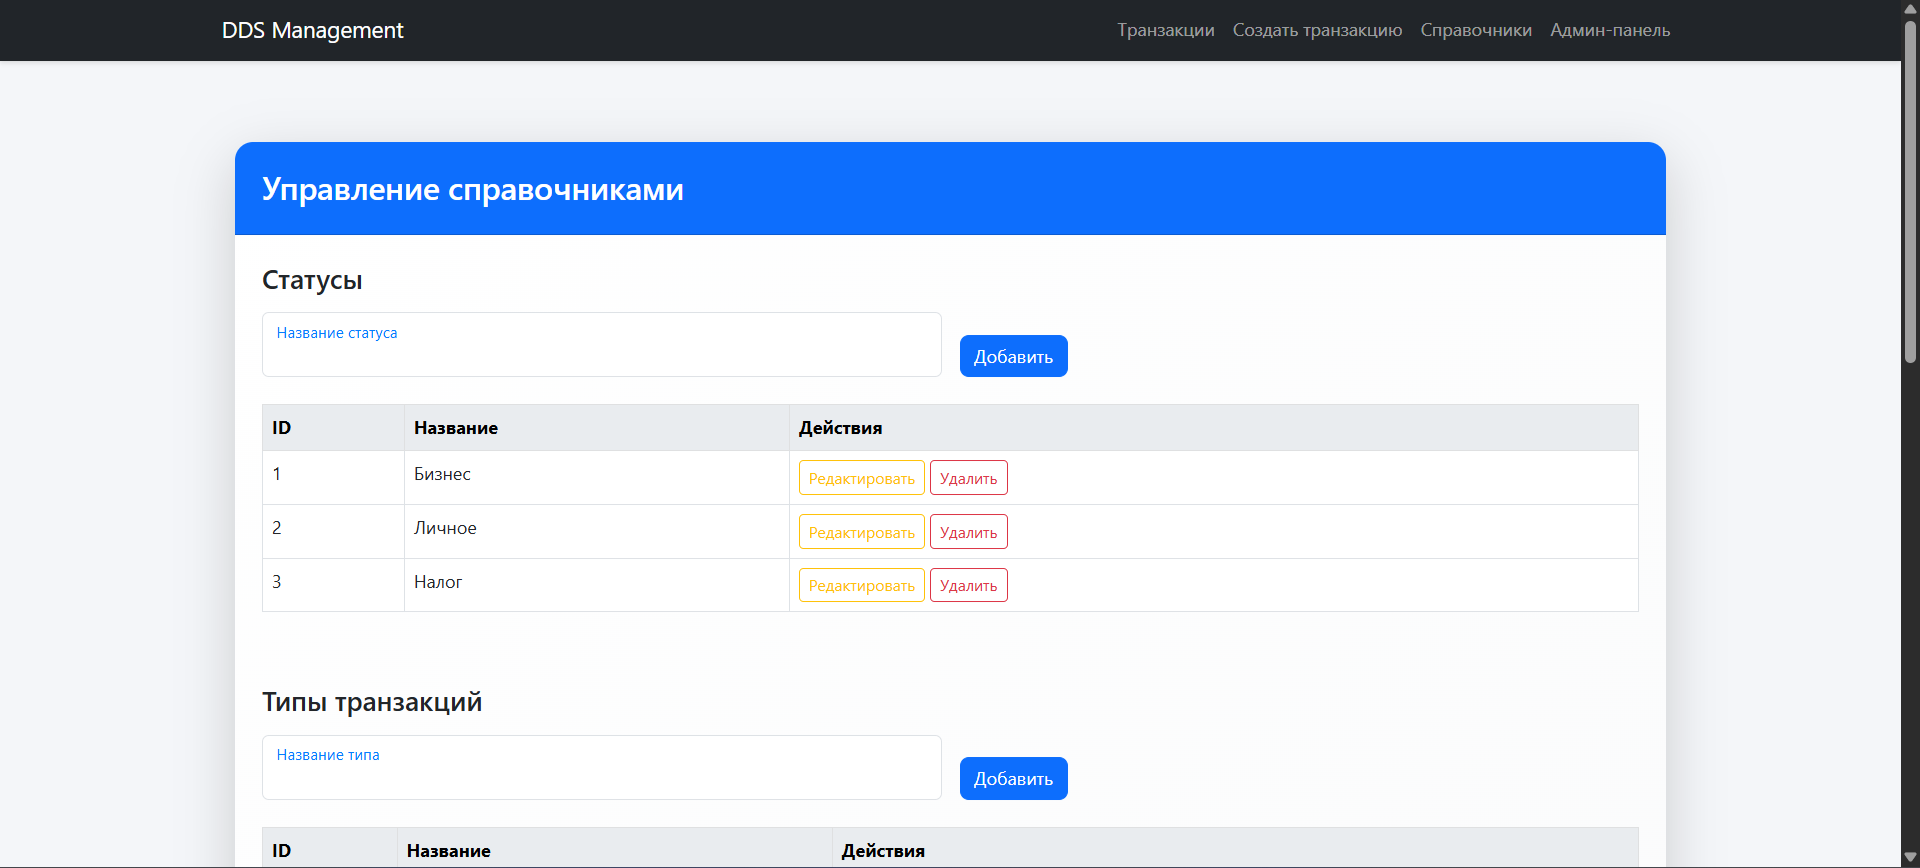 DDS Management Транзакции Создать транзакцию Справочники Админ-панель
Управление справочниками
Статусы
Название статуса
Добавить
ID Название Действия
1 Бизнес Редактировать Удалить
2 Личное Редактировать Удалить
3 Налог Редактировать Удалить
Типы транзакций
Название типа
Добавить
ID Название Действия